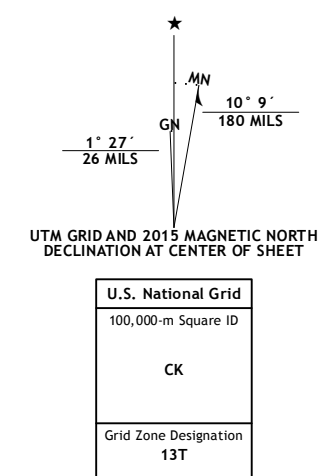 ★
MN
GN
10° 9´
180 MILS
1° 27´
26 MILS
UTM GRID AND 2015 MAGNETIC NORTH
DECLINATION AT CENTER OF SHEET
U.S. National Grid
100,000-m Square ID
CK
Grid Zone Designation
13T